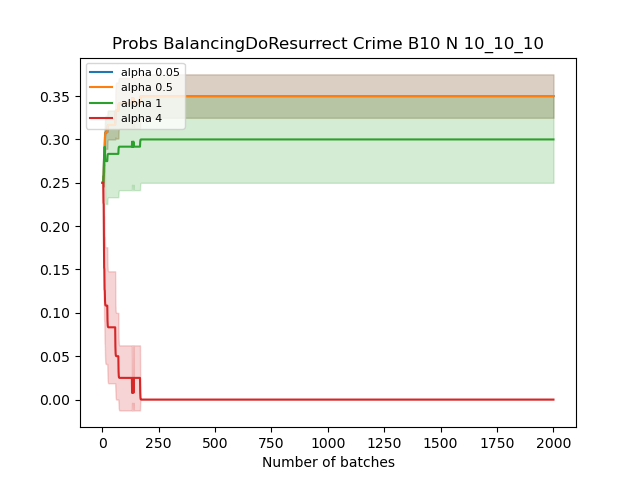 Probs BalancingDoResurrect Crime B10 N 10_10_10
alpha 0.05
alpha 0.5
alpha 1
alpha 4
0.35
0.30
0.25
0.20
0.15
0.10
0.05
0.00
0 250 500 750 1000 1250 1500 1750 2000
Number of batches